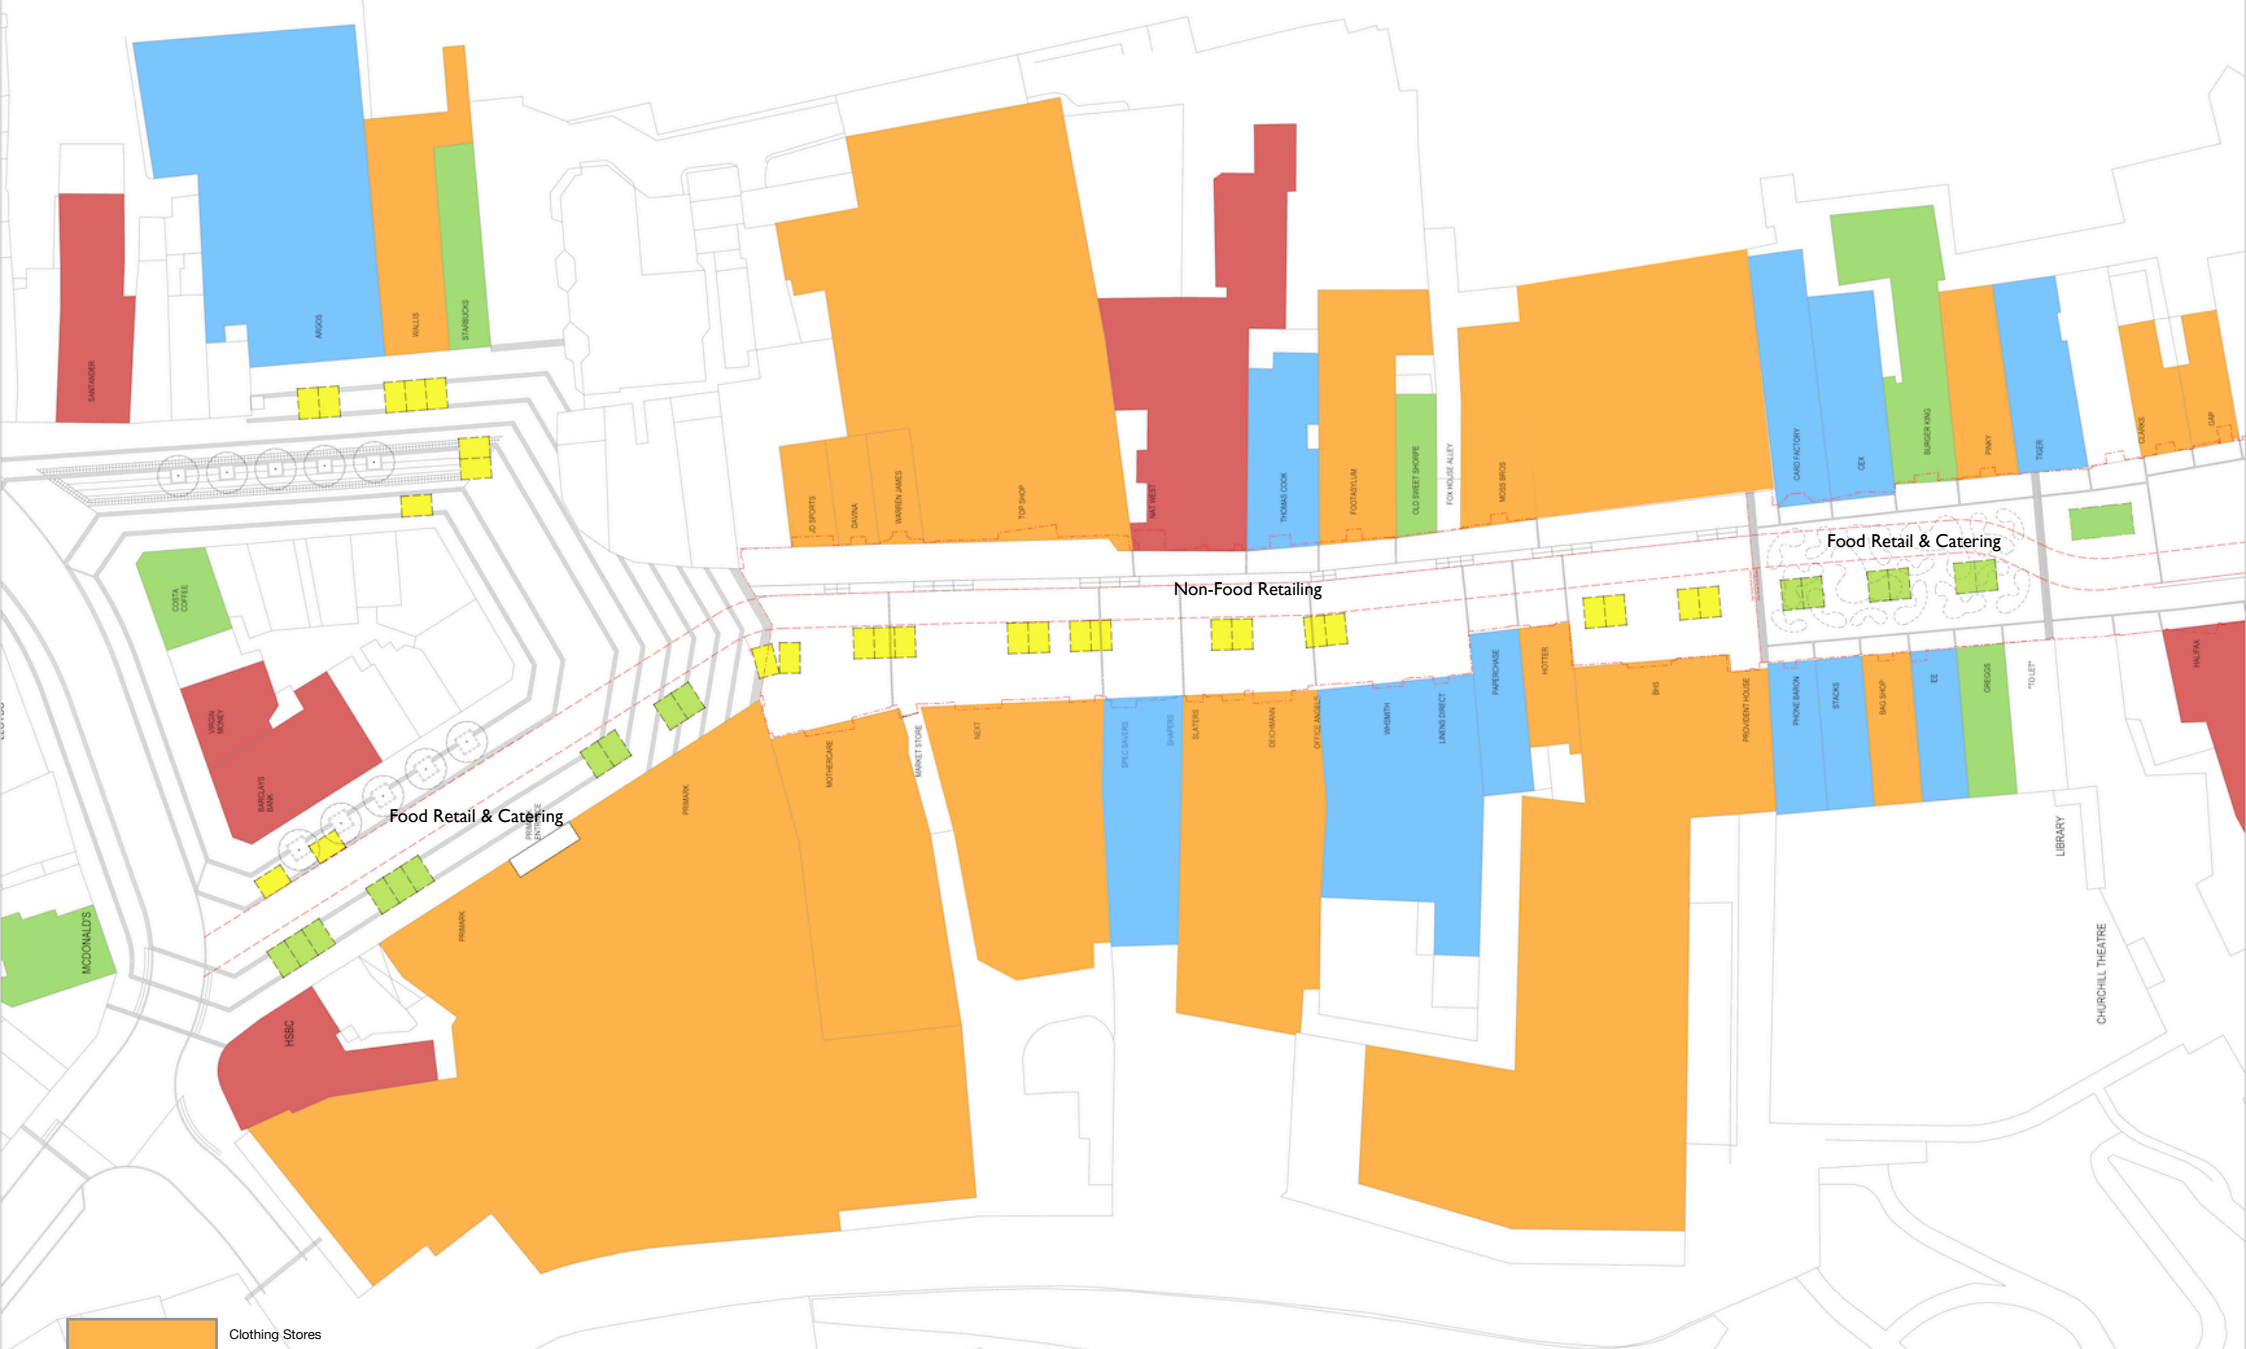 SANTANDER
ARGOS
WALLIS
STARBUCKS
JD SPORTS
DAVINA
WARREN JAMES
TOP SHOP
NAT WEST
THOMAS COOK
FOOTASYLUM
OLD SWEET SHORPE
FOX HOUSE ALLEY
MOSS BROS
CARD FACTORY
CEX
BURGER KING
PINKY
TIGER
CLARKS
GAP
Food Retail & Catering
Non-Food Retailing
COSTA
COFFEE
VIRGIN
MONEY
BARCLAYS
BANK
Food Retail & Catering
PRIMARK
PRIMARK
MCDONALD'S
HSBC
MOTHERCARE
MARKET STORE
NEXT
SPEC SAVERS
SHAPERS
SLATERS
DEICHMANN
OFFICE ANGELS
WHSMITH
LINENS DIRECT
PAPERCHASE
HOTTER
BHS
PROVIDENT HOUSE
PHONE BARON
STACKS
BAG SHOP
EE
GREGGS
"TO LET"
HALIFAX
LIBRARY
CHURCHILL THEATRE
Clothing Stores